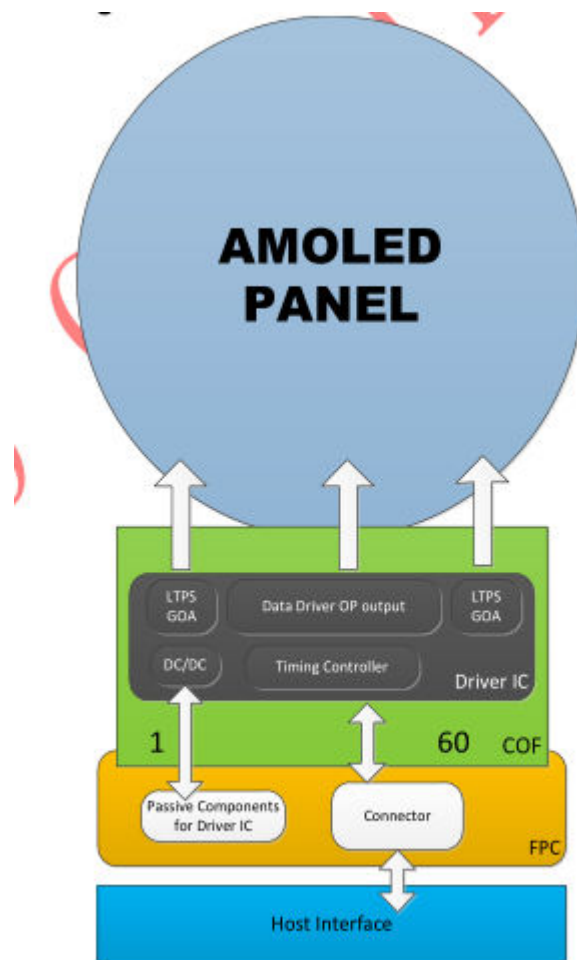 AMOLED
PANEL
LTPS
GOA
Data Driver OP output
LTPS
GOA
DC/DC
Timing Controller
Driver IC
1
60
COF
Passive Components
for Driver IC
Connector
FPC
Host Interface